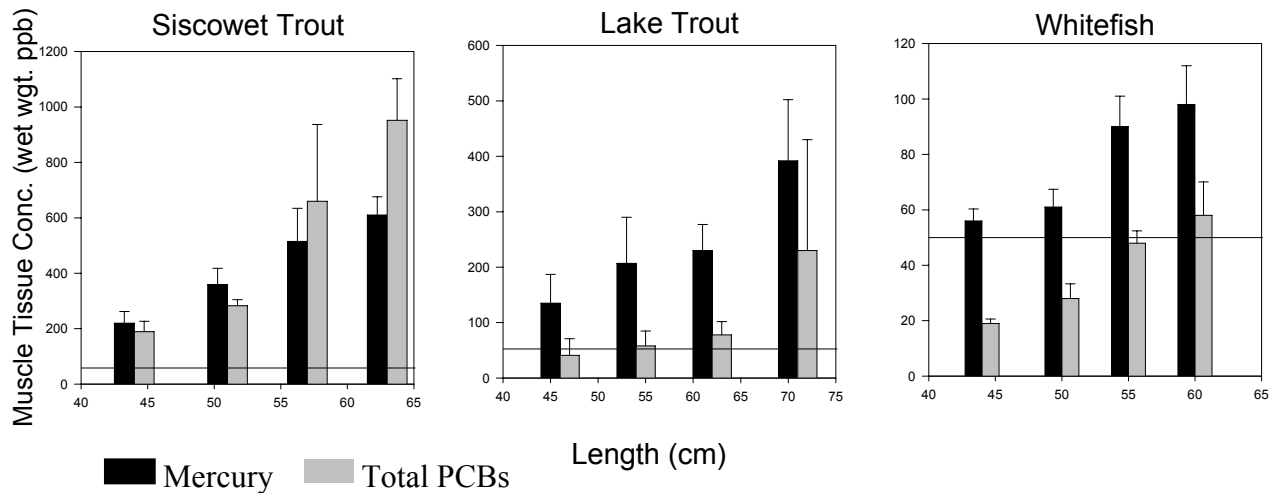 Siscowet Trout
Lake Trout
Whitefish
Muscle Tissue Conc. (wet wgt. ppb)
1200
1000
800
600
400
200
0
40 45 50 55 60 65
600
500
400
300
200
100
0
40 45 50 55 60 65 70 75
120
100
80
60
40
20
0
40 45 50 55 60 65
Length (cm)
Mercury Total PCBs